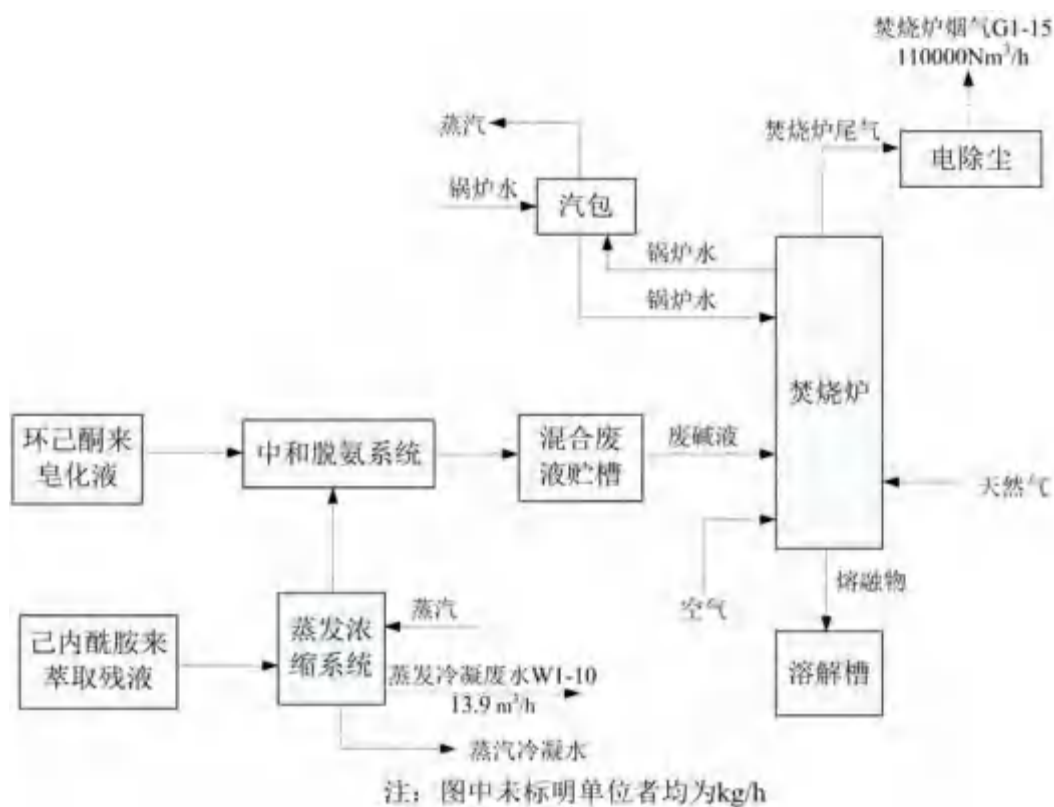 焚烧炉烟气G1-15
110000Nm³/h
蒸汽
焚烧炉尾气
电除尘
锅炉水
汽包
锅炉水
锅炉水
焚烧炉
环己酮来
皂化液
中和脱氨系统
混合废
液贮槽
废碱液
天然气
空气
熔融物
己内酰胺来
萃取残液
蒸发浓
缩系统
蒸汽
蒸发冷凝废水W1-10
13.9 m³/h
溶解槽
蒸汽冷凝水
注：图中未标明单位者均为kg/h